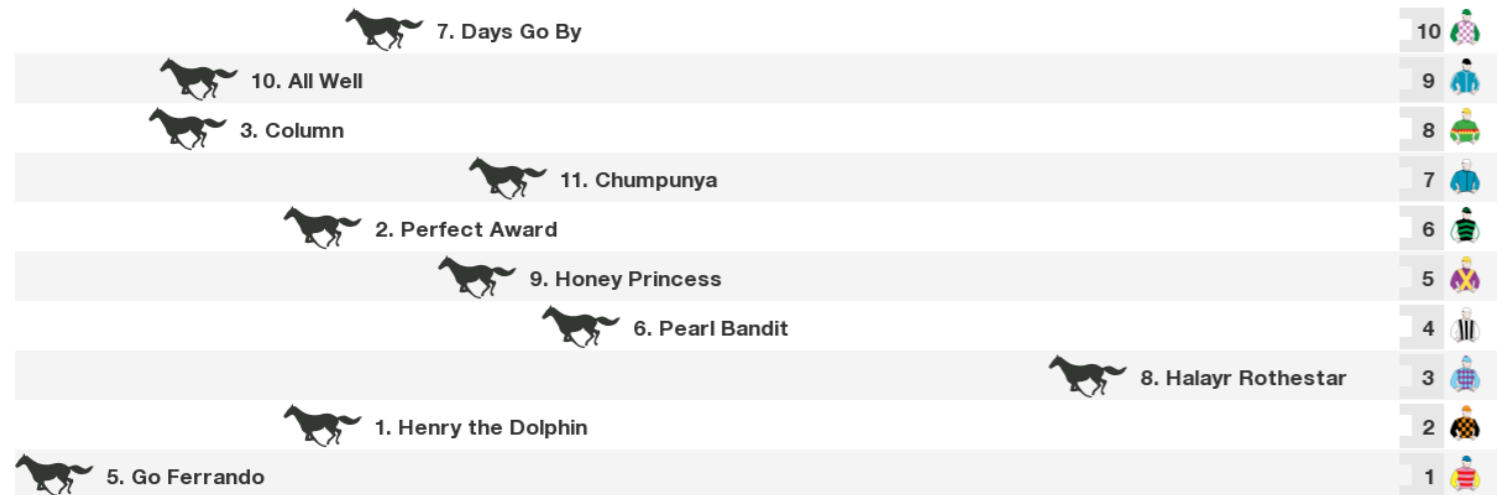 7. Days Go By 10
10. All Well 9
3. Column 8
11. Chumpunya 7
2. Perfect Award 6
9. Honey Princess 5
6. Pearl Bandit 4
8. Halayr Rothestar 3
1. Henry the Dolphin 2
5. Go Ferrando 1